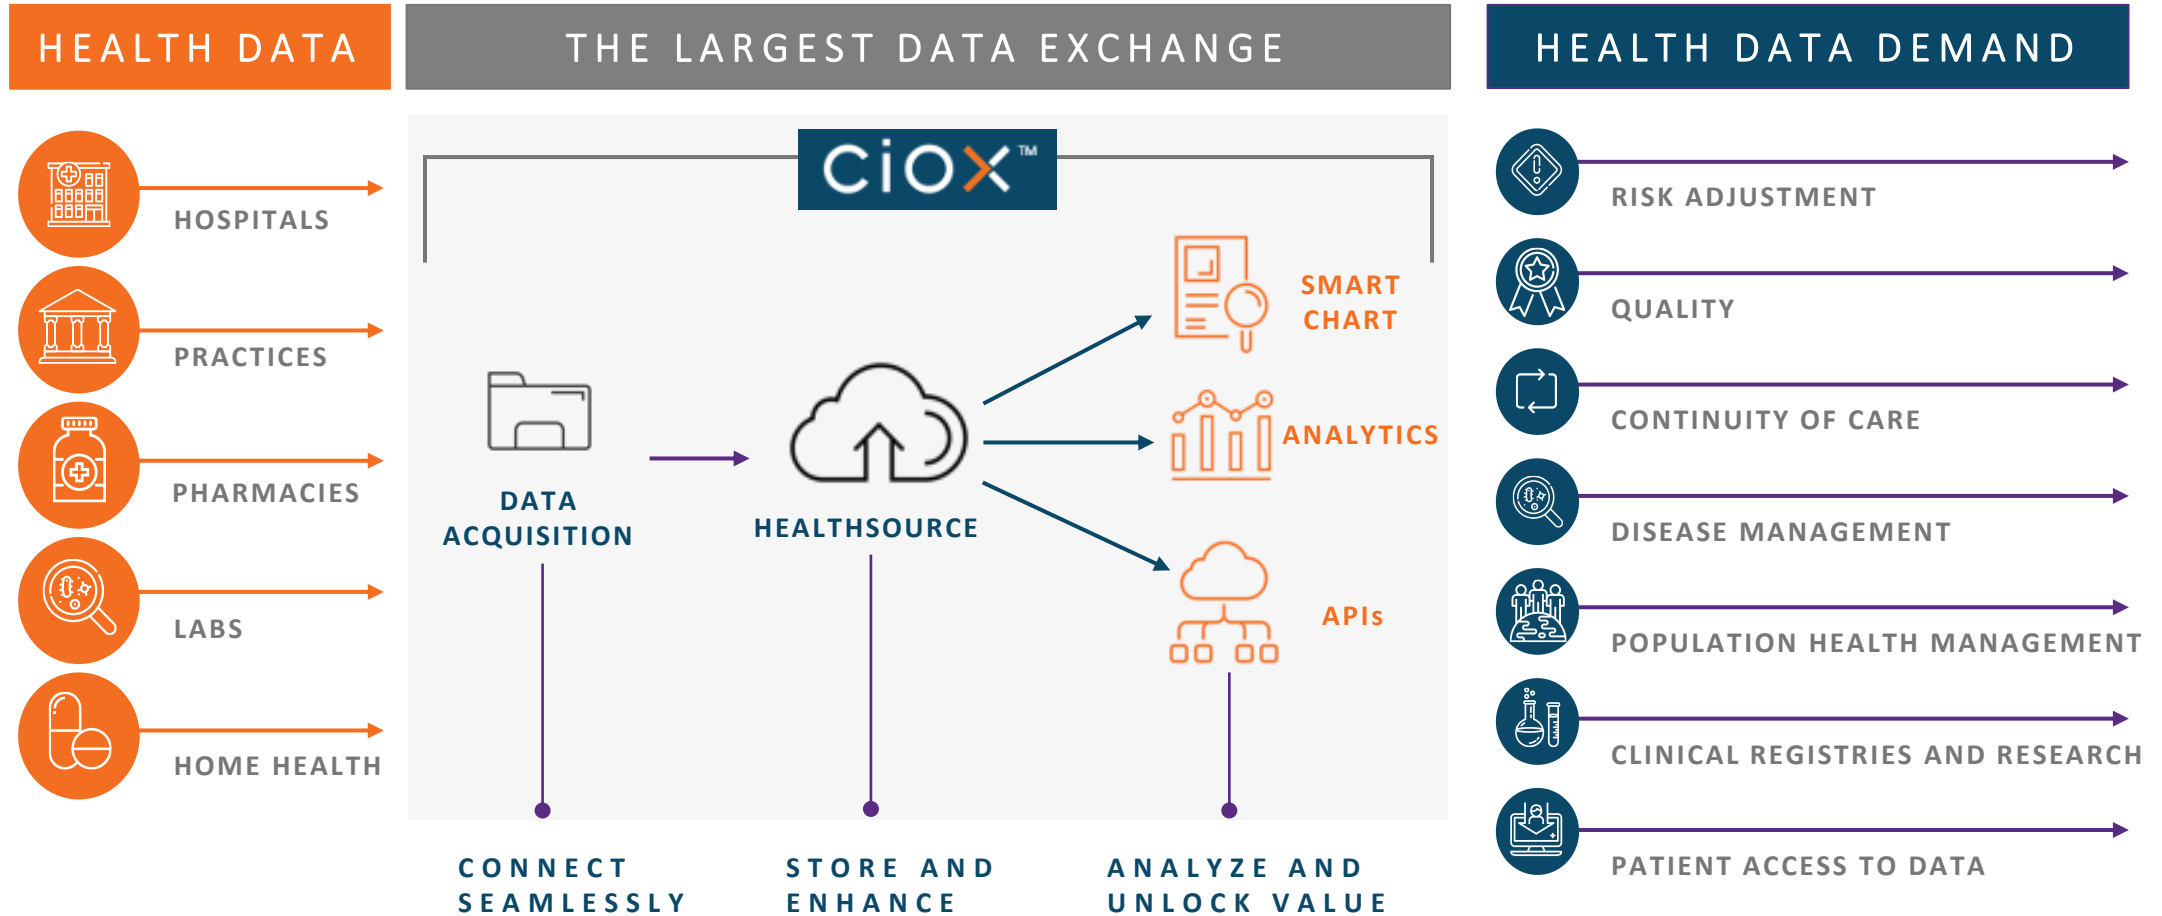 HEALTH DATA
THE LARGEST DATA EXCHANGE
HEALTH DATA DEMAND
HOSPITALS
PRACTICES
PHARMACIES
LABS
HOME HEALTH
ciox™
DATA
ACQUISITION
HEALTHSOURCE
SMART
CHART
ANALYTICS
APIs
CONNECT
SEAMLESSLY
STORE AND
ENHANCE
ANALYZE AND
UNLOCK VALUE
RISK ADJUSTMENT
QUALITY
CONTINUITY OF CARE
DISEASE MANAGEMENT
POPULATION HEALTH MANAGEMENT
CLINICAL REGISTRIES AND RESEARCH
PATIENT ACCESS TO DATA